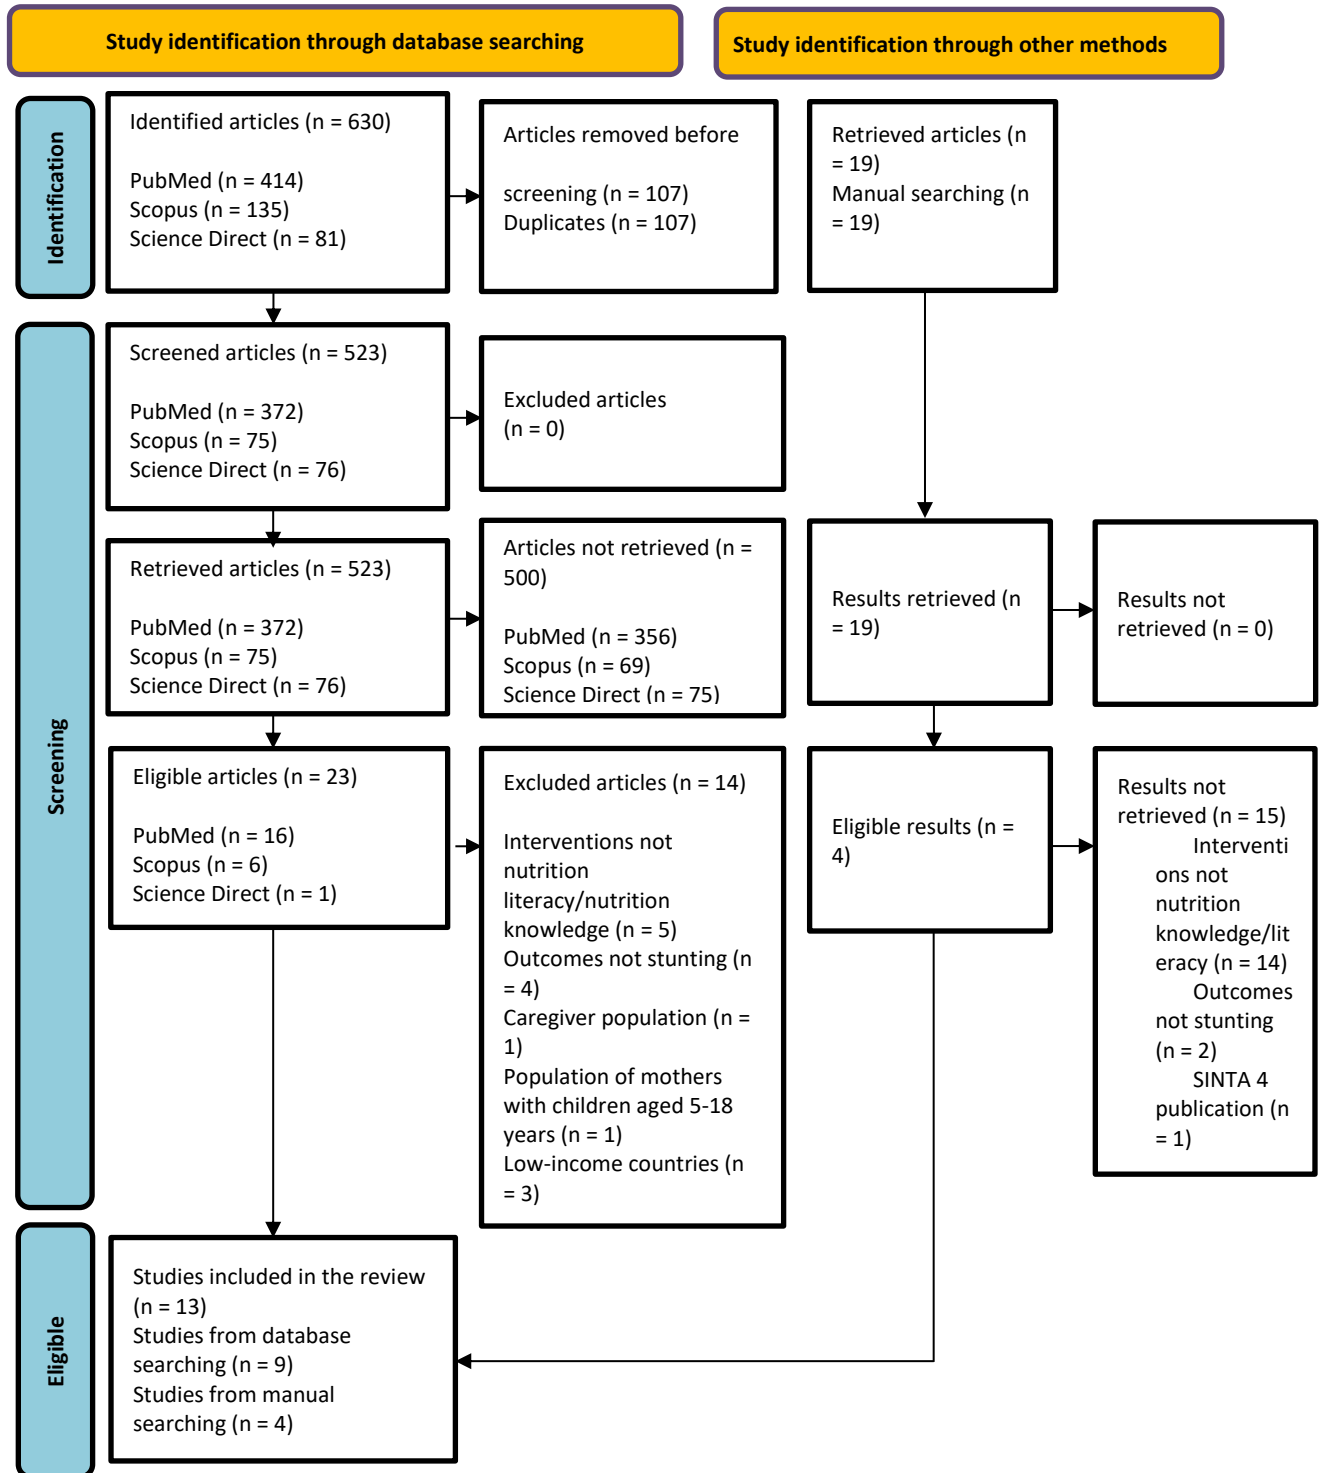 Study identification through database searching
Study identification through other methods
Identification
Identified articles (n = 630)
PubMed (n = 414)
Scopus (n = 135)
Science Direct (n = 81)
Articles removed before
screening (n = 107)
Duplicates (n = 107)
Retrieved articles (n
= 19)
Manual searching (n
= 19)
Screening
Screened articles (n = 523)
PubMed (n = 372)
Scopus (n = 75)
Science Direct (n = 76)
Excluded articles
(n = 0)
Retrieved articles (n = 523)
PubMed (n = 372)
Scopus (n = 75)
Science Direct (n = 76)
Articles not retrieved (n =
500)
PubMed (n = 356)
Scopus (n = 69)
Science Direct (n = 75)
Results retrieved (n
= 19)
Results not
retrieved (n = 0)
Eligible articles (n = 23)
PubMed (n = 16)
Scopus (n = 6)
Science Direct (n = 1)
Excluded articles (n = 14)
Interventions not
nutrition
literacy/nutrition
knowledge (n = 5)
Outcomes not stunting (n
= 4)
Caregiver population (n =
1)
Population of mothers
with children aged 5-18
years (n = 1)
Low-income countries (n
= 3)
Eligible results (n =
4)
Results not
retrieved (n = 15)
Interventi
ons not
nutrition
knowledge/lit
eracy (n = 14)
Outcomes
not stunting
(n = 2)
SINTA 4
publication (n
= 1)
Eligible
Studies included in the review
(n = 13)
Studies from database
searching (n = 9)
Studies from manual
searching (n = 4)